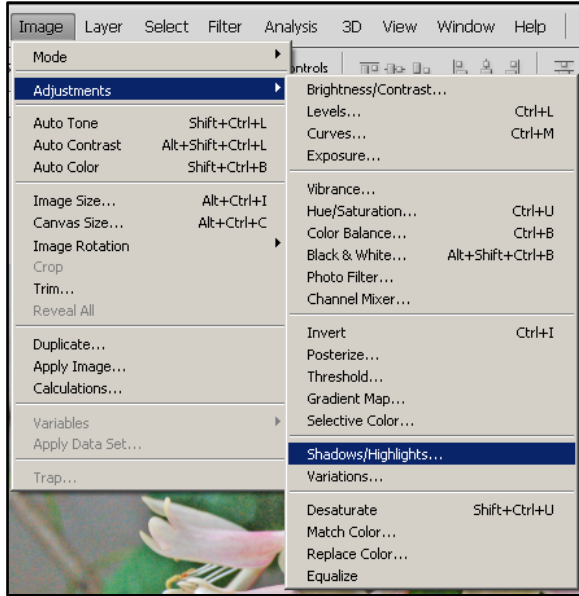 Image Layer Select Filter Analysis 3D View Window Help
Mode
ontrols
Adjustments
Auto Tone Shift+Ctrl+L
Auto Contrast Alt+Shift+Ctrl+L
Auto Color Shift+Ctrl+B
Image Size... Alt+Ctrl+I
Canvas Size... Alt+Ctrl+C
Image Rotation
Crop
Trim...
Reveal All
Duplicate...
Apply Image...
Calculations...
Variables
Apply Data Set...
Trap...
Brightness/Contrast...
Levels... Ctrl+L
Curves... Ctrl+M
Exposure...
Vibrance...
Hue/Saturation... Ctrl+U
Color Balance... Ctrl+B
Black & White... Alt+Shift+Ctrl+B
Photo Filter...
Channel Mixer...
Invert Ctrl+I
Posterize...
Threshold...
Gradient Map...
Selective Color...
Shadows/Highlights...
Variations...
Desaturate Shift+Ctrl+U
Match Color...
Replace Color...
Equalize